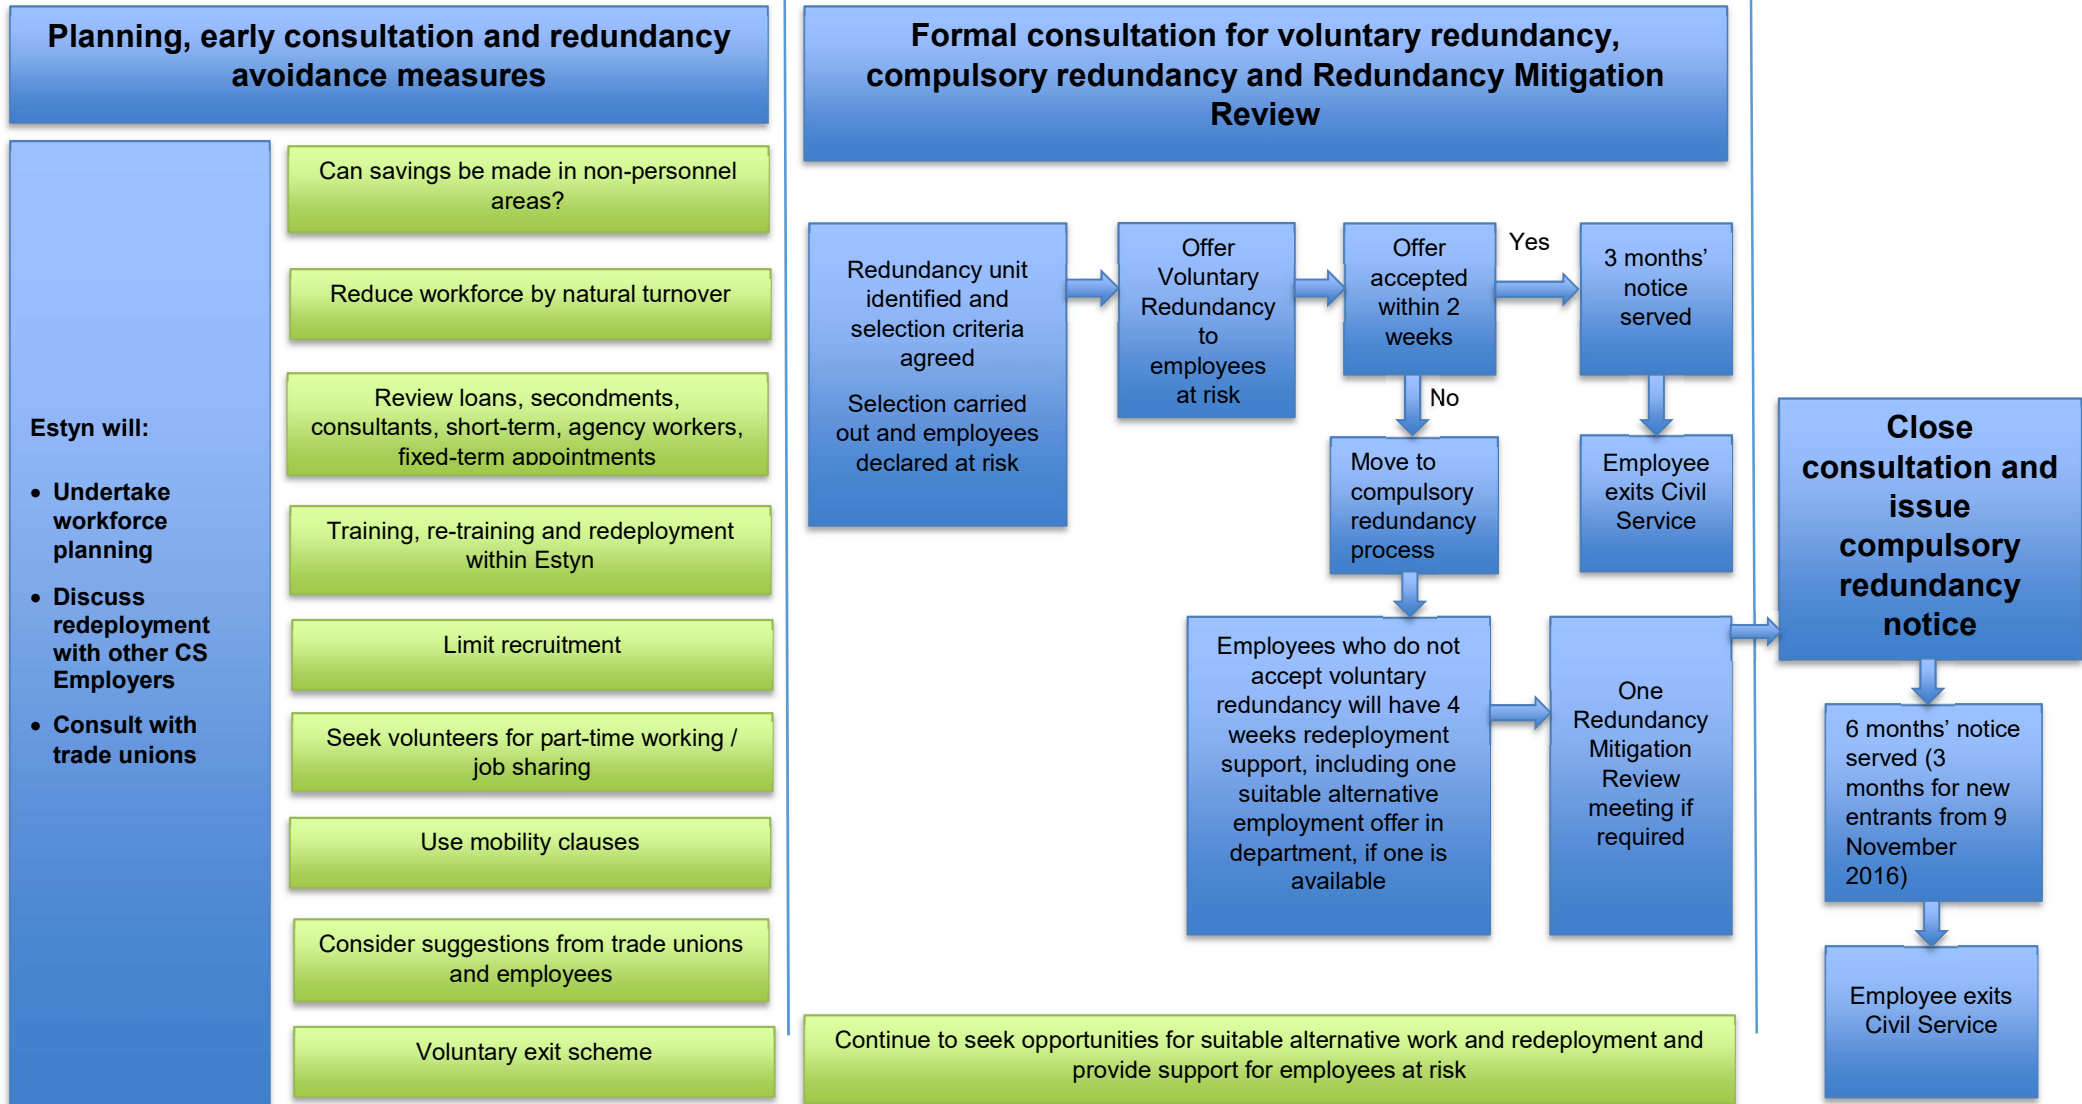 Planning, early consultation and redundancy
avoidance measures
Estyn will:
• Undertake
workforce
planning
• Discuss
redeployment
with other CS
Employers
• Consult with
trade unions
Can savings be made in non-personnel
areas?
Reduce workforce by natural turnover
Review loans, secondments,
consultants, short-term, agency workers,
fixed-term appointments
Training, re-training and redeployment
within Estyn
Limit recruitment
Seek volunteers for part-time working /
job sharing
Use mobility clauses
Consider suggestions from trade unions
and employees
Voluntary exit scheme
Formal consultation for voluntary redundancy,
compulsory redundancy and Redundancy Mitigation
Review
Redundancy unit
identified and
selection criteria
agreed
Selection carried
out and employees
declared at risk
Offer
Voluntary
Redundancy
to
employees
at risk
Offer
accepted
within 2
weeks
Yes
3 months’
notice
served
Employee
exits Civil
Service
No
Move to
compulsory
redundancy
process
Employees who do not
accept voluntary
redundancy will have 4
weeks redeployment
support, including one
suitable alternative
employment offer in
department, if one is
available
One
Redundancy
Mitigation
Review
meeting if
required
Continue to seek opportunities for suitable alternative work and redeployment and
provide support for employees at risk
Close
consultation and
issue
compulsory
redundancy
notice
6 months’ notice
served (3
months for new
entrants from 9
November
2016)
Employee exits
Civil Service